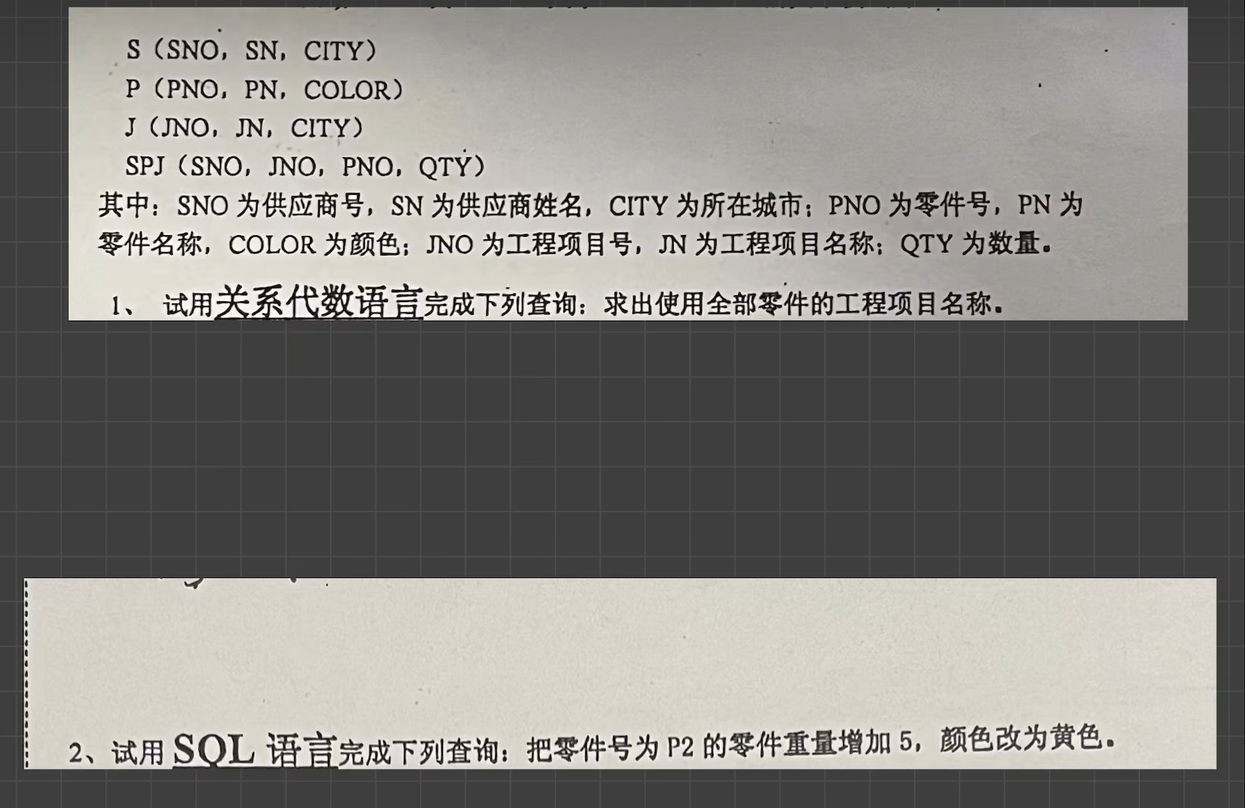 S（SNO，SN，CITY）
P（PNO，PN，COLOR）
J（JNO，JN，CITY）
SPJ（SNO，JNO，PNO，QTY）
其中：SNO 为供应商号，SN 为供应商姓名，CITY 为所在城市；PNO 为零件号，PN 为
零件名称，COLOR 为颜色；JNO 为工程项目号，JN 为工程项目名称；QTY 为数量。
1、 试用关系代数语言完成下列查询：求出使用全部零件的工程项目名称。
2、试用 SQL 语言完成下列查询：把零件号为 P2 的零件重量增加 5，颜色改为黄色。